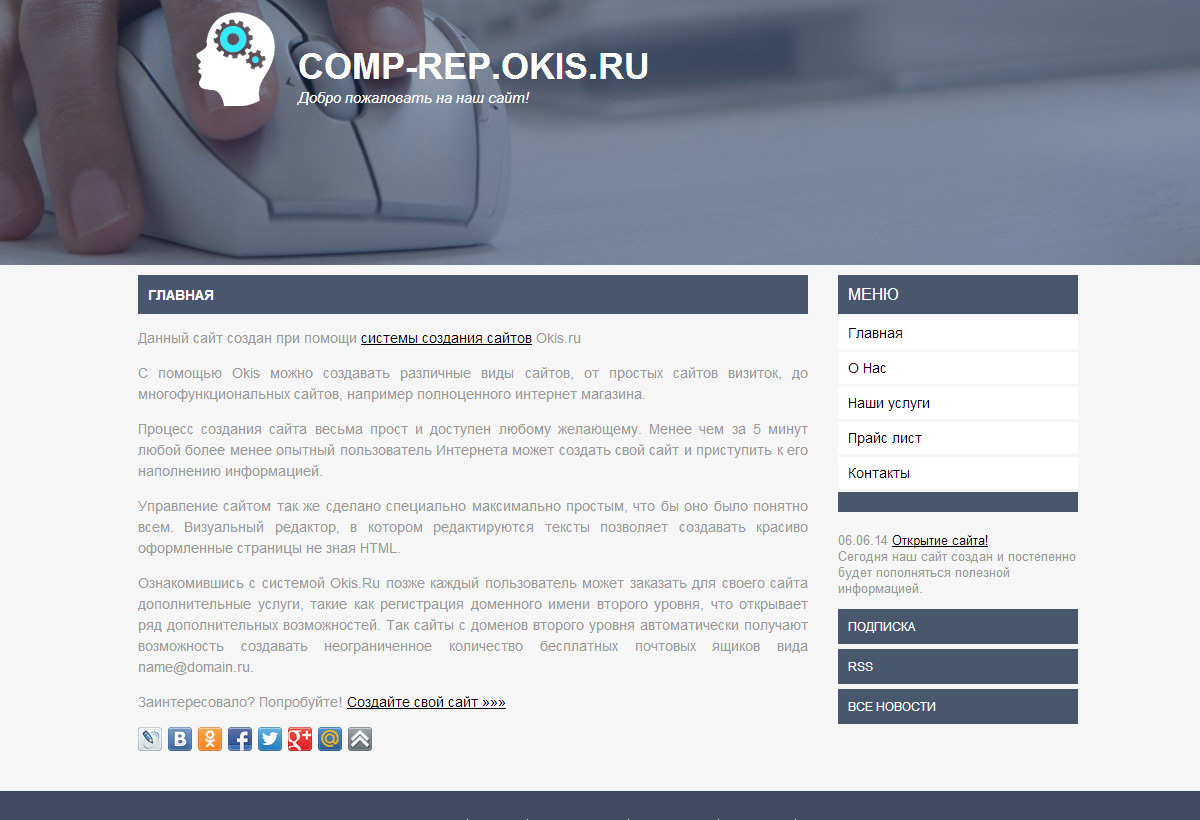 COMP-REP.OKIS.RU
Добро пожаловать на наш сайт!
ГЛАВНАЯ
Данный сайт создан при помощи системы создания сайтов Okis.ru
С помощью Okis можно создавать различные виды сайтов, от простых сайтов визиток, до
многофункциональных сайтов, например полноценного интернет магазина.
Процесс создания сайта весьма прост и доступен любому желающему. Менее чем за 5 минут
любой более менее опытный пользователь Интернета может создать свой сайт и приступить к его
наполнению информацией.
Управление сайтом так же сделано специально максимально простым, что бы оно было понятно
всем. Визуальный редактор, в котором редактируются тексты позволяет создавать красиво
оформленные страницы не зная HTML.
Ознакомившись с системой Okis.Ru позже каждый пользователь может заказать для своего сайта
дополнительные услуги, такие как регистрация доменного имени второго уровня, что открывает
ряд дополнительных возможностей. Так сайты с доменов второго уровня автоматически получают
возможность создавать неограниченное количество бесплатных почтовых ящиков вида
name@domain.ru.
Заинтересовало? Попробуйте! Создайте свой сайт »»»
МЕНЮ
Главная
О Нас
Наши услуги
Прайс лист
Контакты
06.06.14 Открытие сайта!
Сегодня наш сайт создан и постепенно
будет пополняться полезной
информацией.
ПОДПИСКА
RSS
ВСЕ НОВОСТИ